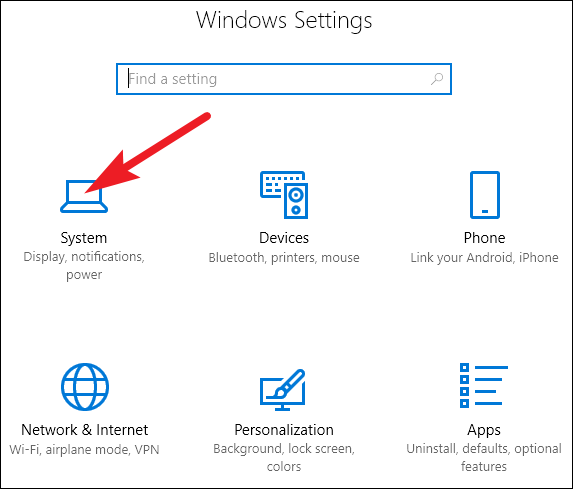 Windows Settings
Find a setting
System
Display, notifications,
power
Devices
Bluetooth, printers, mouse
Phone
Link your Android, iPhone
Network & Internet
Wi-Fi, airplane mode, VPN
Personalization
Background, lock screen,
colors
Apps
Uninstall, defaults, optional
features